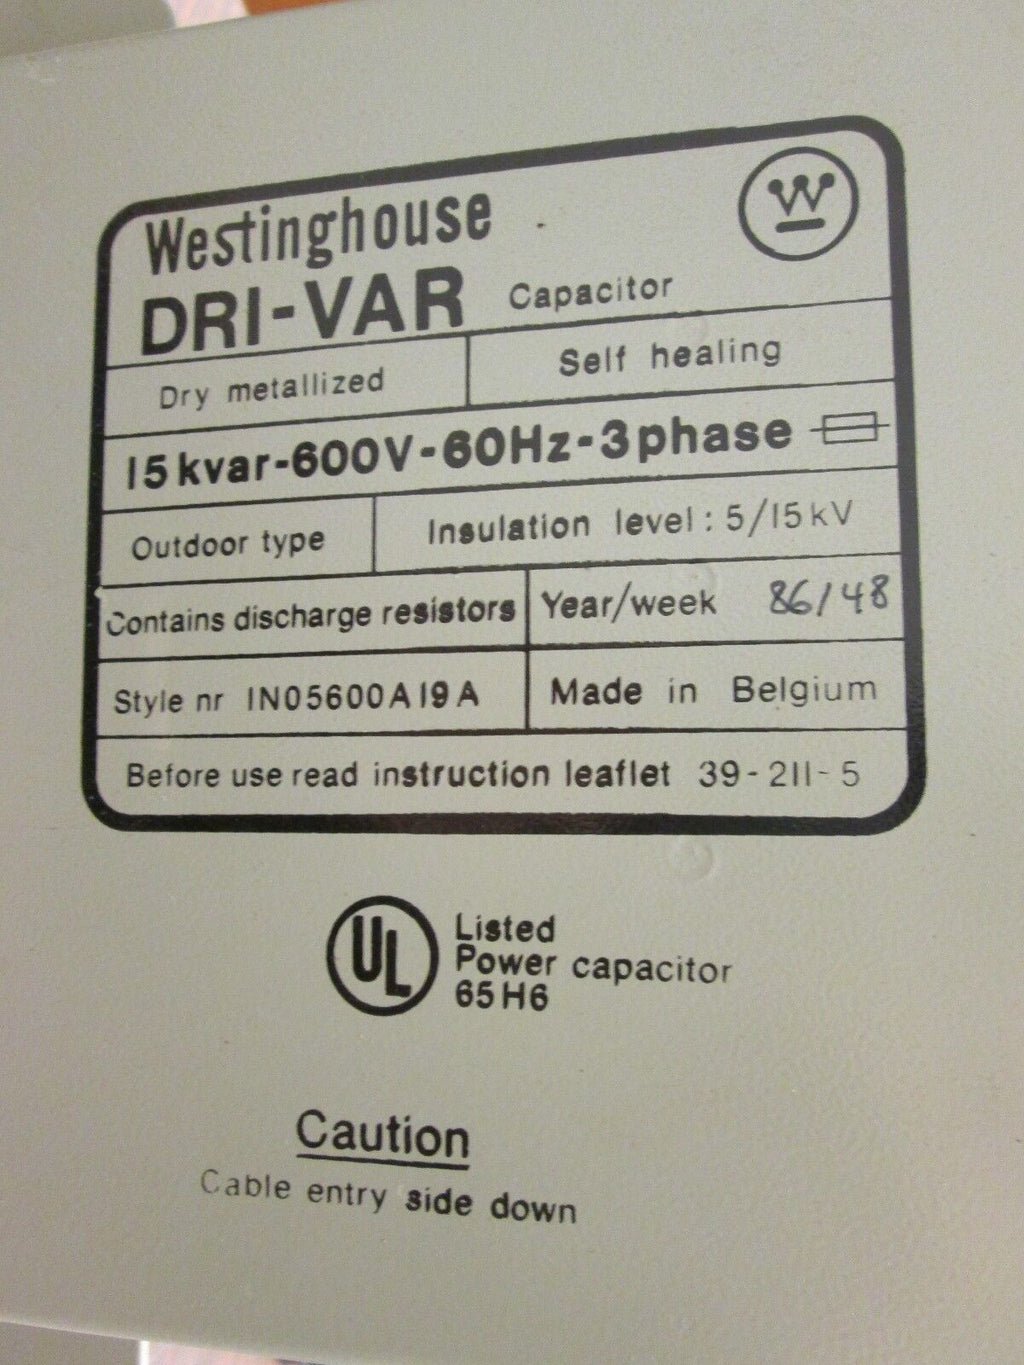 Westinghouse
W
DRI-VAR Capacitor
Dry metallized Self healing
15kvar-600V-60Hz-3phase
Outdoor type Insulation level: 5/15kV
Contains discharge resistors Year/week 86/48
Style nr IN05600A19A Made in Belgium
Before use read instruction leaflet 39-211-5
UL
Listed
Power capacitor
65H6
Caution
Cable entry side down